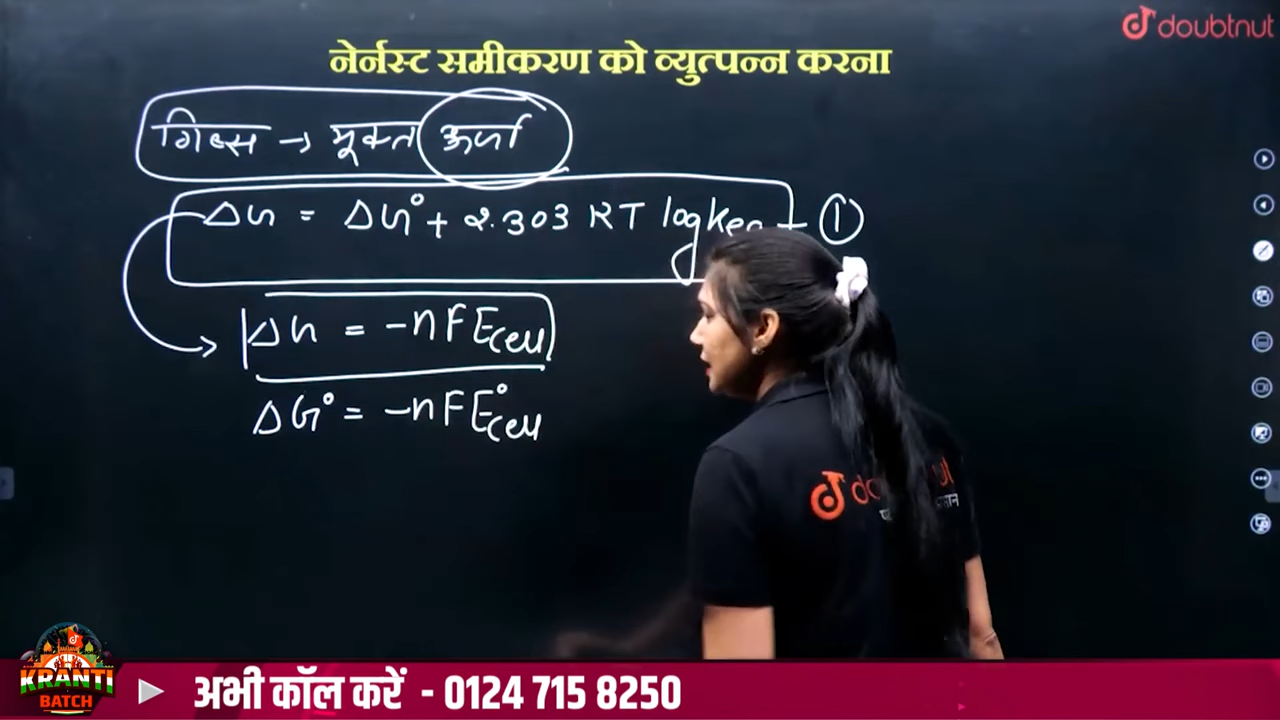 doubtnut
नेर्नस्ट समीकरण को व्युत्पन्न करना
गिब्स → मुक्त ऊर्जा
ΔG = ΔG° + 2.303 RT log Keq — ①
ΔG = -nFEcell
ΔG° = -nFE°cell
KRANTI
BATCH
अभी कॉल करें - 0124 715 8250